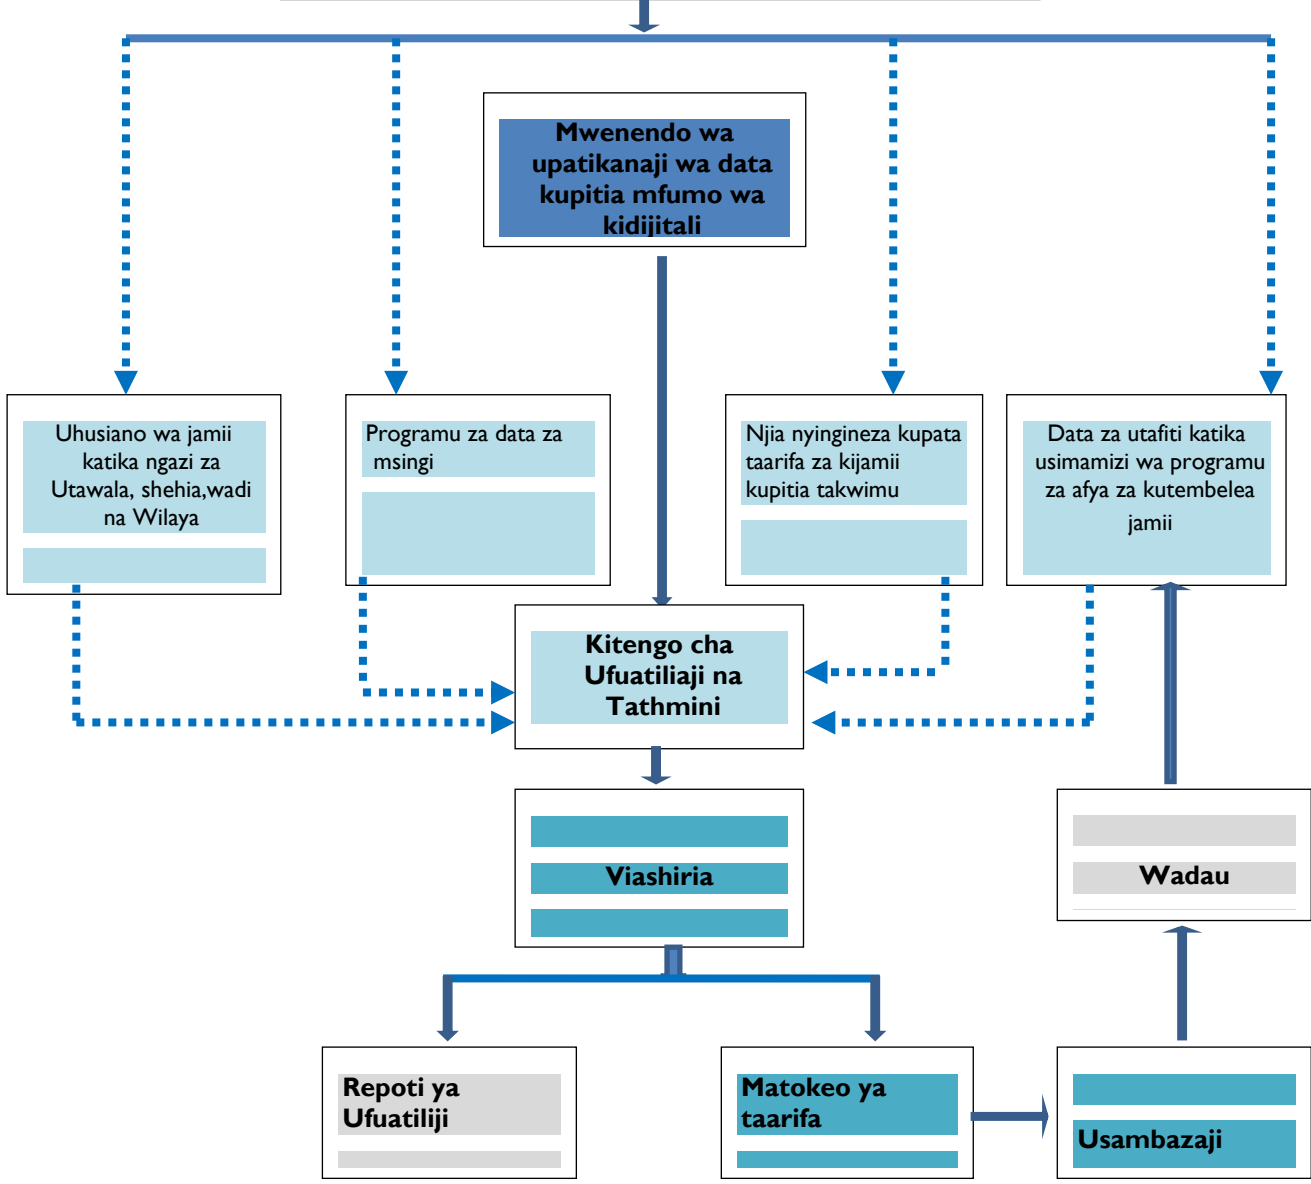 Mwenendo wa
upatikanaji wa data
kupitia mfumo wa
kidijitali
Uhusiano wa jamii
katika ngazi za
Utawala, shehia,wadi
na Wilaya
Programu za data za
msingi
Njia nyingineza kupata
taarifa za kijamii
kupitia takwimu
Data za utafiti katika
usimamizi wa programu
za afya za kutembelea
jamii
Kitengo cha
Ufuatiliaji na
Tathmini
Viashiria
Wadau
Repoti ya
Ufuatiliji
Matokeo ya
taarifa
Usambazaji